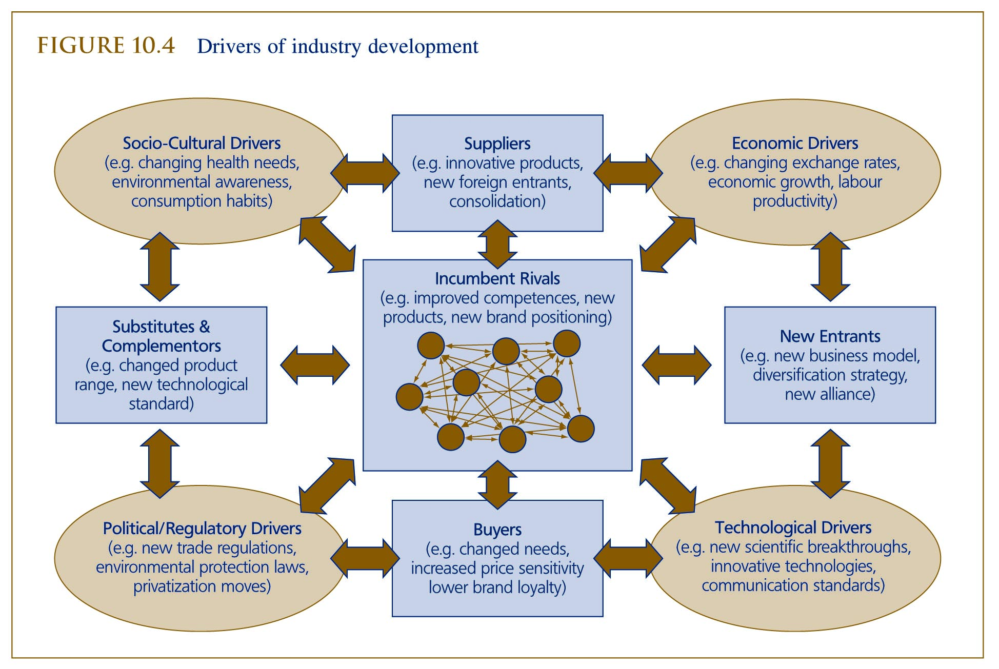 FIGURE 10.4 Drivers of industry development
Socio-Cultural Drivers
(e.g. changing health needs,
environmental awareness,
consumption habits)
Suppliers
(e.g. innovative products,
new foreign entrants,
consolidation)
Economic Drivers
(e.g. changing exchange rates,
economic growth, labour
productivity)
Substitutes &
Complementors
(e.g. changed product
range, new technological
standard)
Incumbent Rivals
(e.g. improved competences, new
products, new brand positioning)
New Entrants
(e.g. new business model,
diversification strategy,
new alliance)
Political/Regulatory Drivers
(e.g. new trade regulations,
environmental protection laws,
privatization moves)
Buyers
(e.g. changed needs,
increased price sensitivity
lower brand loyalty)
Technological Drivers
(e.g. new scientific breakthroughs,
innovative technologies,
communication standards)